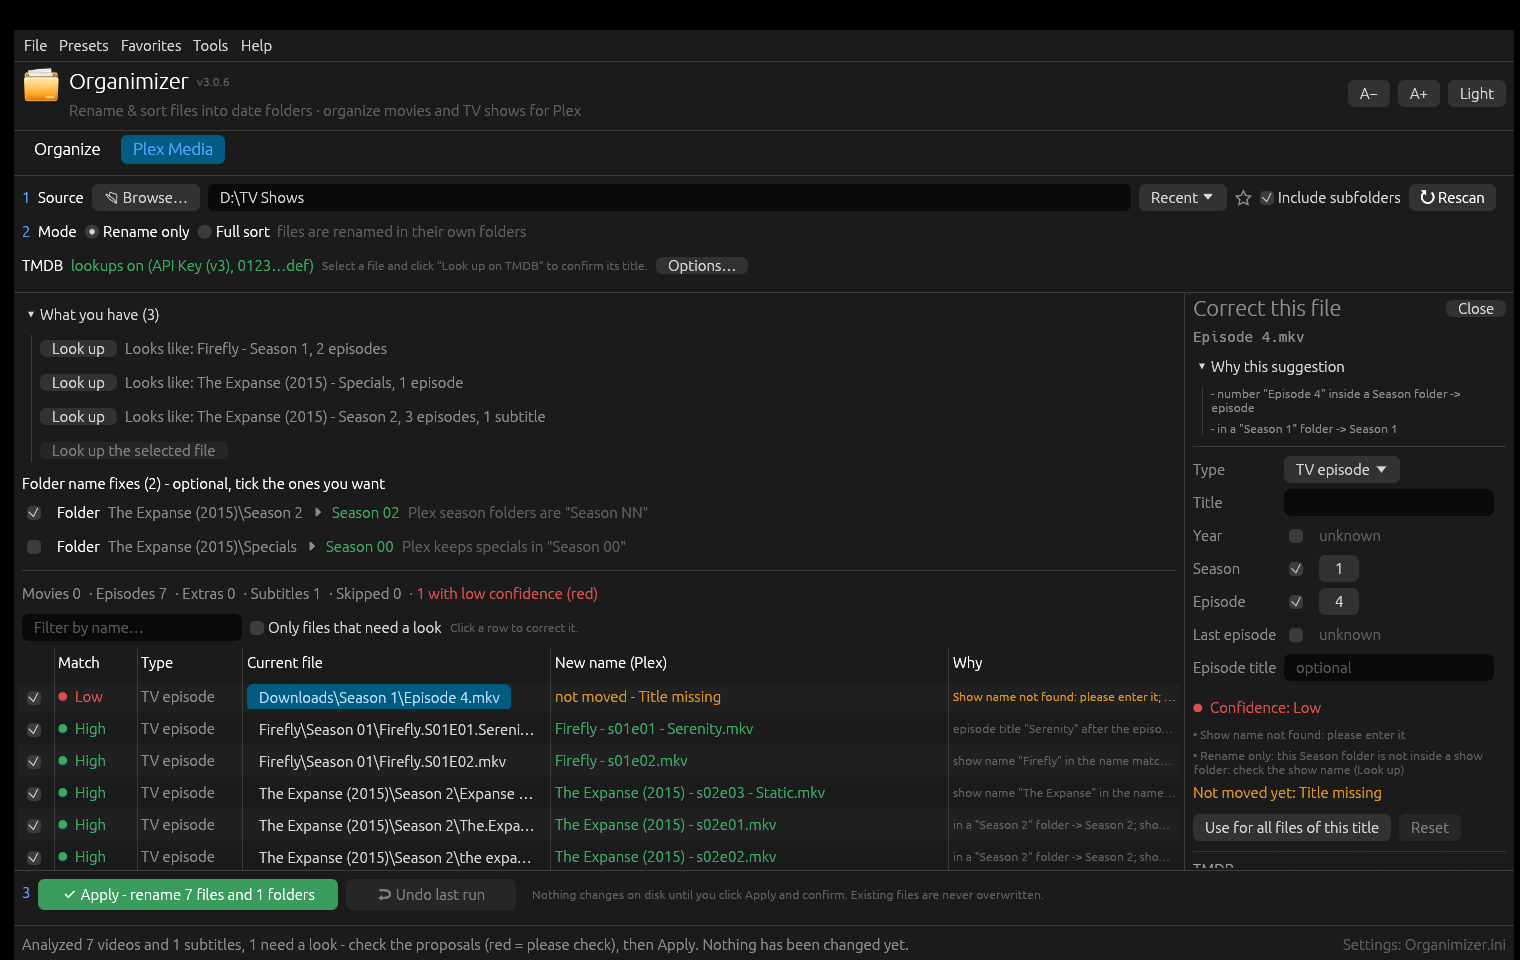 File Presets Favorites Tools Help
Organimizer v3.0.6
Rename & sort files into date folders · organize movies and TV shows for Plex
A− A+ Light
Organize Plex Media
1 Source Browse... D:\TV Shows Recent Include subfolders Rescan
2 Mode Rename only Full sort files are renamed in their own folders
TMDB lookups on (API Key (v3), 0123...def) Select a file and click "Look up on TMDB" to confirm its title. Options...
What you have (3)
Look up Looks like: Firefly - Season 1, 2 episodes
Look up Looks like: The Expanse (2015) - Specials, 1 episode
Look up Looks like: The Expanse (2015) - Season 2, 3 episodes, 1 subtitle
Look up the selected file
Folder name fixes (2) - optional, tick the ones you want
Folder The Expanse (2015)\Season 2 Season 02 Plex season folders are "Season NN"
Folder The Expanse (2015)\Specials Season 00 Plex keeps specials in "Season 00"
Movies 0 · Episodes 7 · Extras 0 · Subtitles 1 · Skipped 0 · 1 with low confidence (red)
Filter by name... Only files that need a look Click a row to correct it.
Match Type Current file New name (Plex) Why
Low TV episode Downloads\Season 1\Episode 4.mkv not moved - Title missing Show name not found: please enter it; ...
High TV episode Firefly\Season 01\Firefly.S01E01.Sereni... Firefly - s01e01 - Serenity.mkv episode title "Serenity" after the episo...
High TV episode Firefly\Season 01\Firefly.S01E02.mkv Firefly - s01e02.mkv show name "Firefly" in the name matc...
High TV episode The Expanse (2015)\Season 2\Expanse ... The Expanse (2015) - s02e03 - Static.mkv show name "The Expanse" in the name...
High TV episode The Expanse (2015)\Season 2\The.Expa... The Expanse (2015) - s02e01.mkv in a "Season 2" folder -> Season 2; sho...
High TV episode The Expanse (2015)\Season 2\the expa... The Expanse (2015) - s02e02.mkv in a "Season 2" folder -> Season 2; sho...
Correct this file Close
Episode 4.mkv
Why this suggestion
- number "Episode 4" inside a Season folder ->
episode
- in a "Season 1" folder -> Season 1
Type TV episode
Title
Year unknown
Season 1
Episode 4
Last episode unknown
Episode title optional
Confidence: Low
• Show name not found: please enter it
• Rename only: this Season folder is not inside a show
folder: check the show name (Look up)
Not moved yet: Title missing
Use for all files of this title Reset
TMDB
3 Apply - rename 7 files and 1 folders Undo last run Nothing changes on disk until you click Apply and confirm. Existing files are never overwritten.
Analyzed 7 videos and 1 subtitles, 1 need a look - check the proposals (red = please check), then Apply. Nothing has been changed yet. Settings: Organimizer.ini